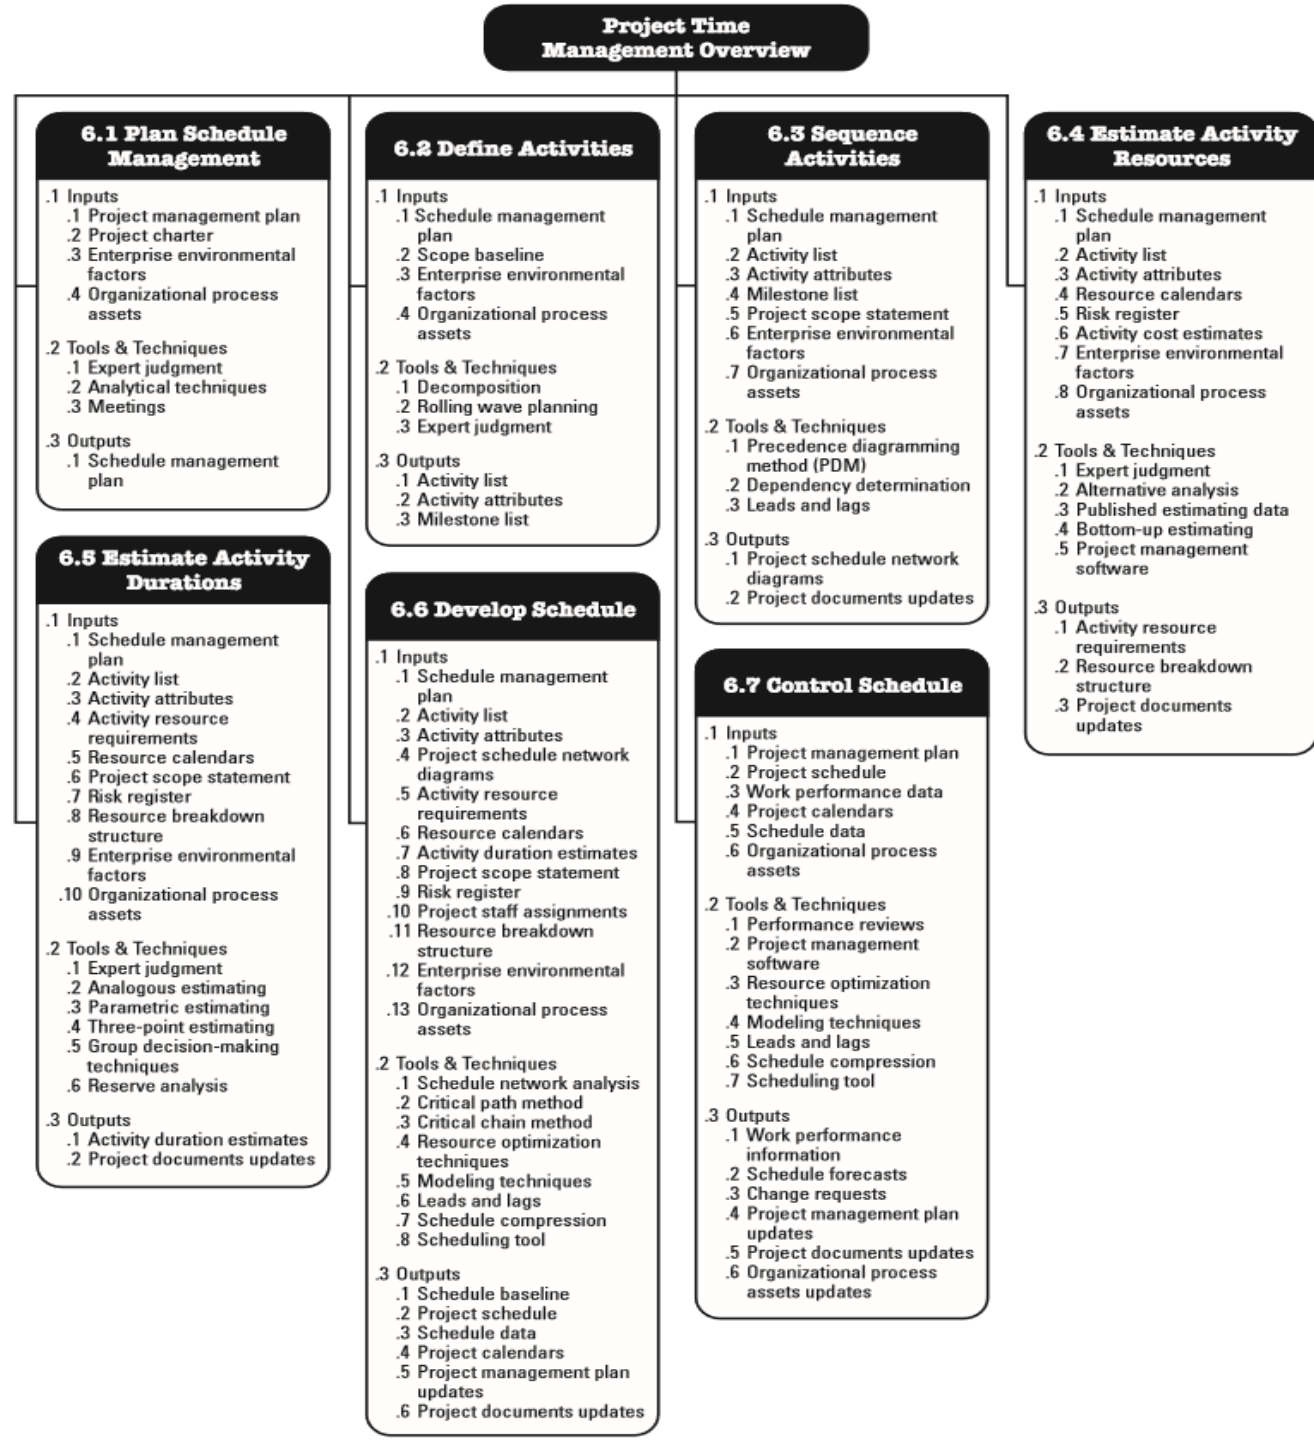 Project Time
Management Overview
6.1 Plan Schedule
Management
.1 Inputs
.1 Project management plan
.2 Project charter
.3 Enterprise environmental
factors
.4 Organizational process
assets
.2 Tools & Techniques
.1 Expert judgment
.2 Analytical techniques
.3 Meetings
.3 Outputs
.1 Schedule management
plan
6.2 Define Activities
.1 Inputs
.1 Schedule management
plan
.2 Scope baseline
.3 Enterprise environmental
factors
.4 Organizational process
assets
.2 Tools & Techniques
.1 Decomposition
.2 Rolling wave planning
.3 Expert judgment
.3 Outputs
.1 Activity list
.2 Activity attributes
.3 Milestone list
6.3 Sequence
Activities
.1 Inputs
.1 Schedule management
plan
.2 Activity list
.3 Activity attributes
.4 Milestone list
.5 Project scope statement
.6 Enterprise environmental
factors
.7 Organizational process
assets
.2 Tools & Techniques
.1 Precedence diagramming
method (PDM)
.2 Dependency determination
.3 Leads and lags
.3 Outputs
.1 Project schedule network
diagrams
.2 Project documents updates
6.4 Estimate Activity
Resources
.1 Inputs
.1 Schedule management
plan
.2 Activity list
.3 Activity attributes
.4 Resource calendars
.5 Risk register
.6 Activity cost estimates
.7 Enterprise environmental
factors
.8 Organizational process
assets
.2 Tools & Techniques
.1 Expert judgment
.2 Alternative analysis
.3 Published estimating data
.4 Bottom-up estimating
.5 Project management
software
.3 Outputs
.1 Activity resource
requirements
.2 Resource breakdown
structure
.3 Project documents
updates
6.5 Estimate Activity
Durations
.1 Inputs
.1 Schedule management
plan
.2 Activity list
.3 Activity attributes
.4 Activity resource
requirements
.5 Resource calendars
.6 Project scope statement
.7 Risk register
.8 Resource breakdown
structure
.9 Enterprise environmental
factors
.10 Organizational process
assets
.2 Tools & Techniques
.1 Expert judgment
.2 Analogous estimating
.3 Parametric estimating
.4 Three-point estimating
.5 Group decision-making
techniques
.6 Reserve analysis
.3 Outputs
.1 Activity duration estimates
.2 Project documents updates
6.6 Develop Schedule
.1 Inputs
.1 Schedule management
plan
.2 Activity list
.3 Activity attributes
.4 Project schedule network
diagrams
.5 Activity resource
requirements
.6 Resource calendars
.7 Activity duration estimates
.8 Project scope statement
.9 Risk register
.10 Project staff assignments
.11 Resource breakdown
structure
.12 Enterprise environmental
factors
.13 Organizational process
assets
.2 Tools & Techniques
.1 Schedule network analysis
.2 Critical path method
.3 Critical chain method
.4 Resource optimization
techniques
.5 Modeling techniques
.6 Leads and lags
.7 Schedule compression
.8 Scheduling tool
.3 Outputs
.1 Schedule baseline
.2 Project schedule
.3 Schedule data
.4 Project calendars
.5 Project management plan
updates
.6 Project documents updates
6.7 Control Schedule
.1 Inputs
.1 Project management plan
.2 Project schedule
.3 Work performance data
.4 Project calendars
.5 Schedule data
.6 Organizational process
assets
.2 Tools & Techniques
.1 Performance reviews
.2 Project management
software
.3 Resource optimization
techniques
.4 Modeling techniques
.5 Leads and lags
.6 Schedule compression
.7 Scheduling tool
.3 Outputs
.1 Work performance
information
.2 Schedule forecasts
.3 Change requests
.4 Project management plan
updates
.5 Project documents updates
.6 Organizational process
assets updates